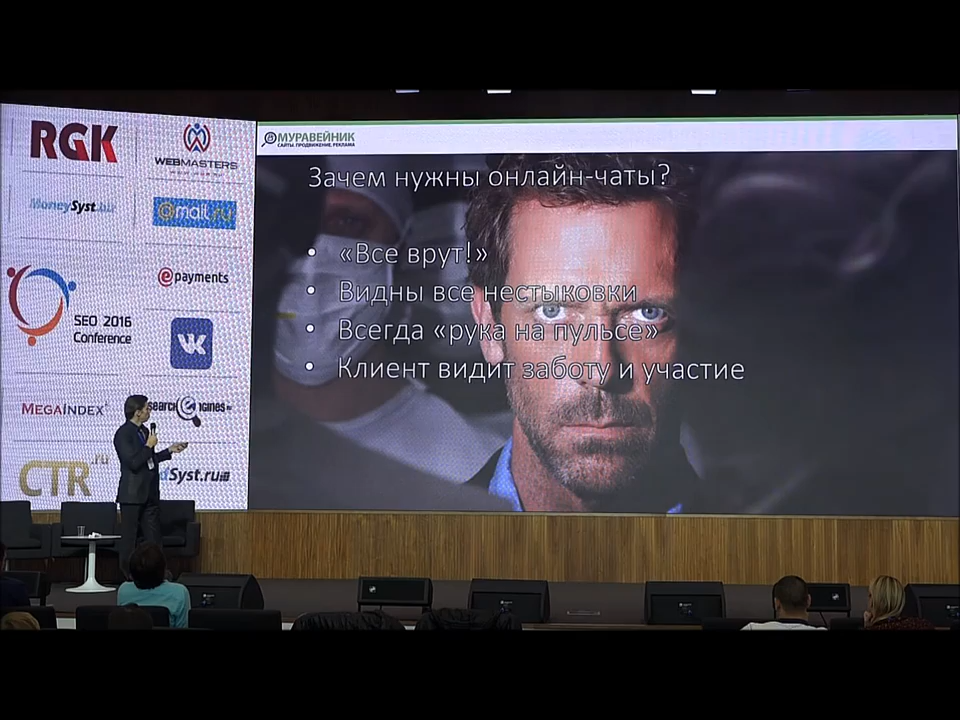 RGK
WEBMASTERS
MoneySyst.biz
@mail.ru
epayments
SEO 2016
Conference
MEGAINDEX
CTR.ru
Syst.ru
МУРАВЕЙНИК
САЙТЫ. ПРОДВИЖЕНИЕ. РЕКЛАМА
Зачем нужны онлайн-чаты?
• «Все врут!»
• Видны все нестыковки
• Всегда «рука на пульсе»
• Клиент видит заботу и участие